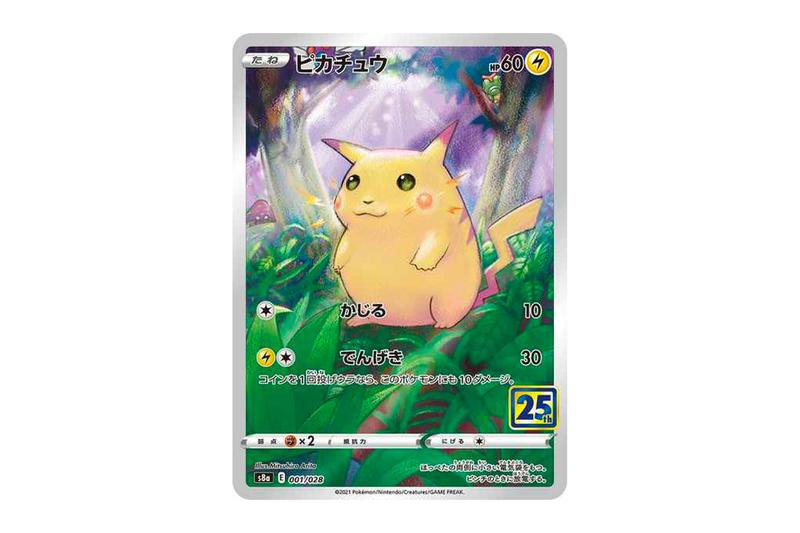 たね ピカチュウ HP60
かじる 10
でんげき 30
コインを1回投げウラなら、このポケモンにも10ダメージ。
25th
弱点 ×2 抵抗力 にげる
Illus. Mitsuhiro Arita
s8a E 001/028
ほっぺたの両側に小さい電気袋をもつ。
ピンチのときに放電する。
©2021 Pokémon/Nintendo/Creatures/GAME FREAK.